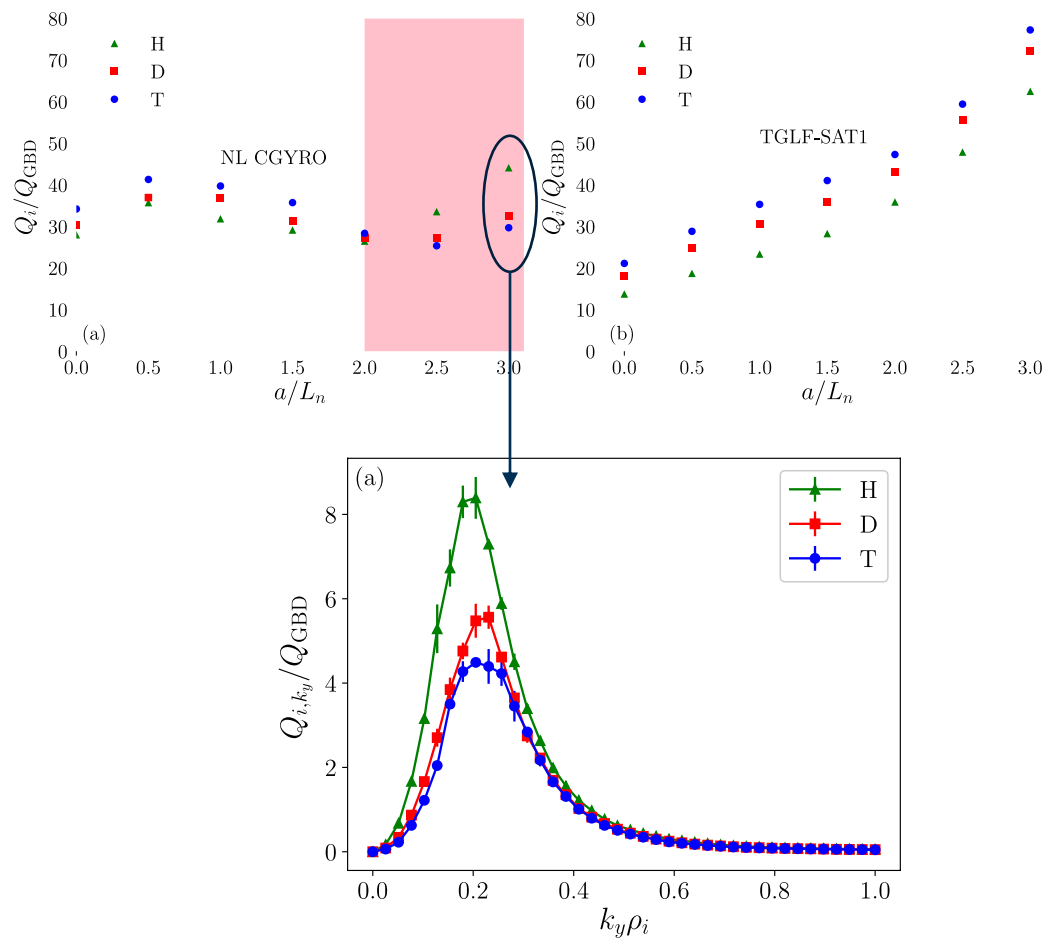 80
70
60
50
40
30
20
10
0
Q_i/Q_GBD
H
D
T
NL CGYRO
(a)
0.0 0.5 1.0 1.5 2.0 2.5 3.0
a/L_n
80
70
60
50
40
30
20
10
0
Q_i/Q_GBD
H
D
T
TGLF-SAT1
(b)
0.0 0.5 1.0 1.5 2.0 2.5 3.0
a/L_n
(a)
H
D
T
8
6
4
2
0
Q_{i,k_y}/Q_GBD
0.0 0.2 0.4 0.6 0.8 1.0
k_yρ_i